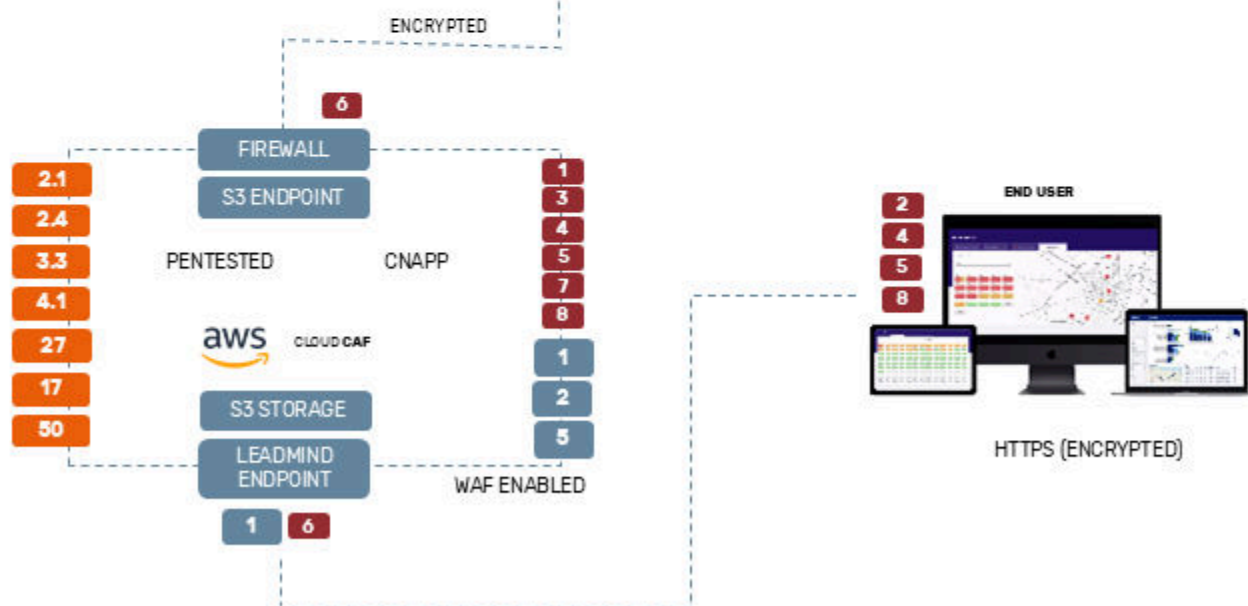 ENCRYPTED
6
FIREWALL
S3 ENDPOINT
2.1
2.4
3.3
4.1
27
17
50
PENTESTED
CNAPP
aws
CLOUD CAF
1
3
4
5
7
8
1
2
5
S3 STORAGE
LEADMIND
ENDPOINT
WAF ENABLED
1
6
END USER
2
4
5
8
HTTPS (ENCRYPTED)